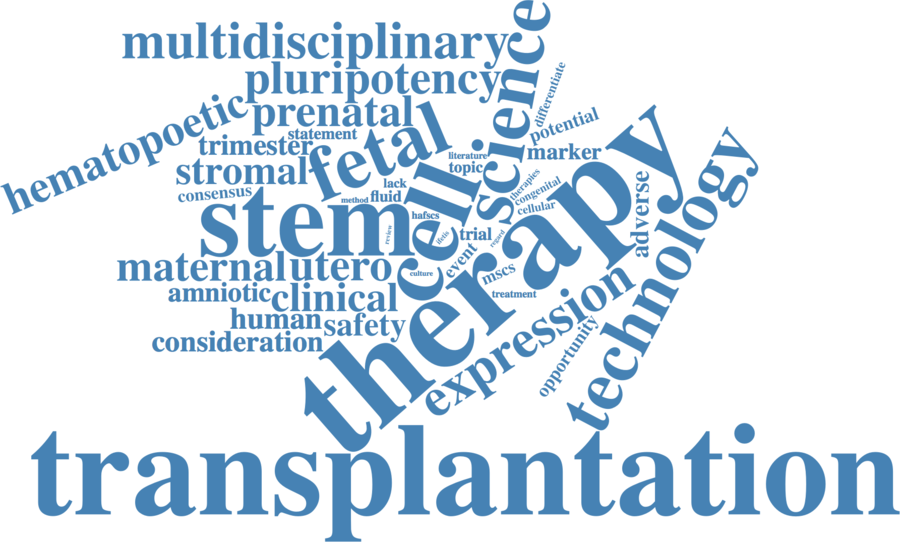 multidisciplinary
science
pluripotency
differentiate
prenatal
hematopoetic
potential
statement
trimester
fetal
literature
marker
topic
stromal
therapies
congenital
lack
consensus
method
fluid
cell
cellular
adverse
technology
therapy
stem
hafscs
review
ifetis
trial
regard
event
mscs
maternal
utero
culture
amniotic
clinical
treatment
expression
human
safety
consideration
opportunity
transplantation